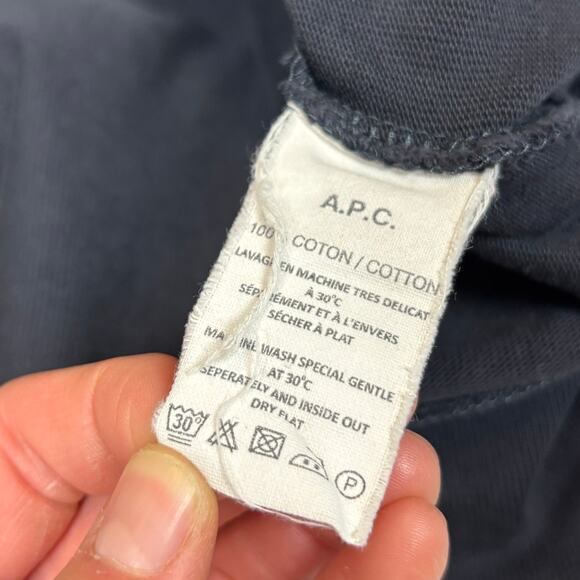 A.P.C.
100% COTON / COTTON
LAVAGE EN MACHINE TRES DELICAT
À 30°C
SÉPARÉMENT ET À L'ENVERS
SÉCHER À PLAT
MACHINE WASH SPECIAL GENTLE
AT 30°C
SEPERATELY AND INSIDE OUT
DRY FLAT
30° P